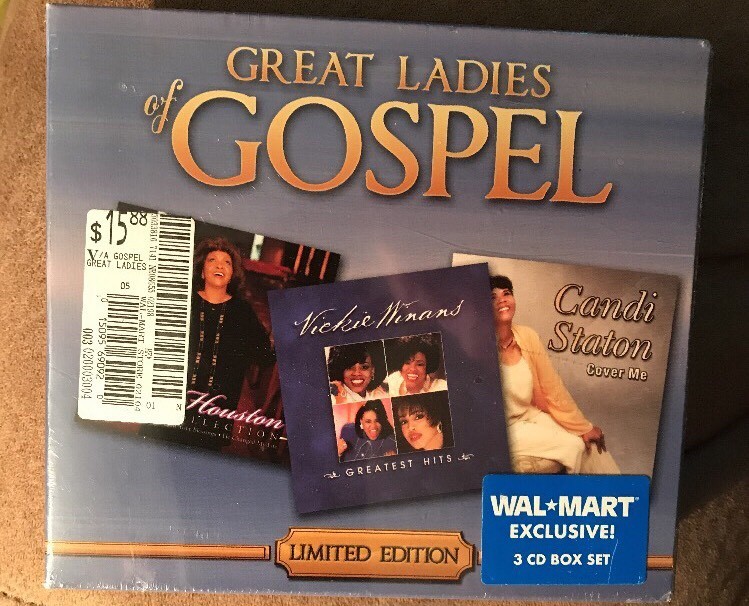 GREAT LADIES
of
GOSPEL
$15 88
V/A GOSPEL
GREAT LADIES
05
Houston
Vickie Winans
GREATEST HITS
Candi
Staton
Cover Me
WAL★MART®
EXCLUSIVE!
3 CD BOX SET
LIMITED EDITION